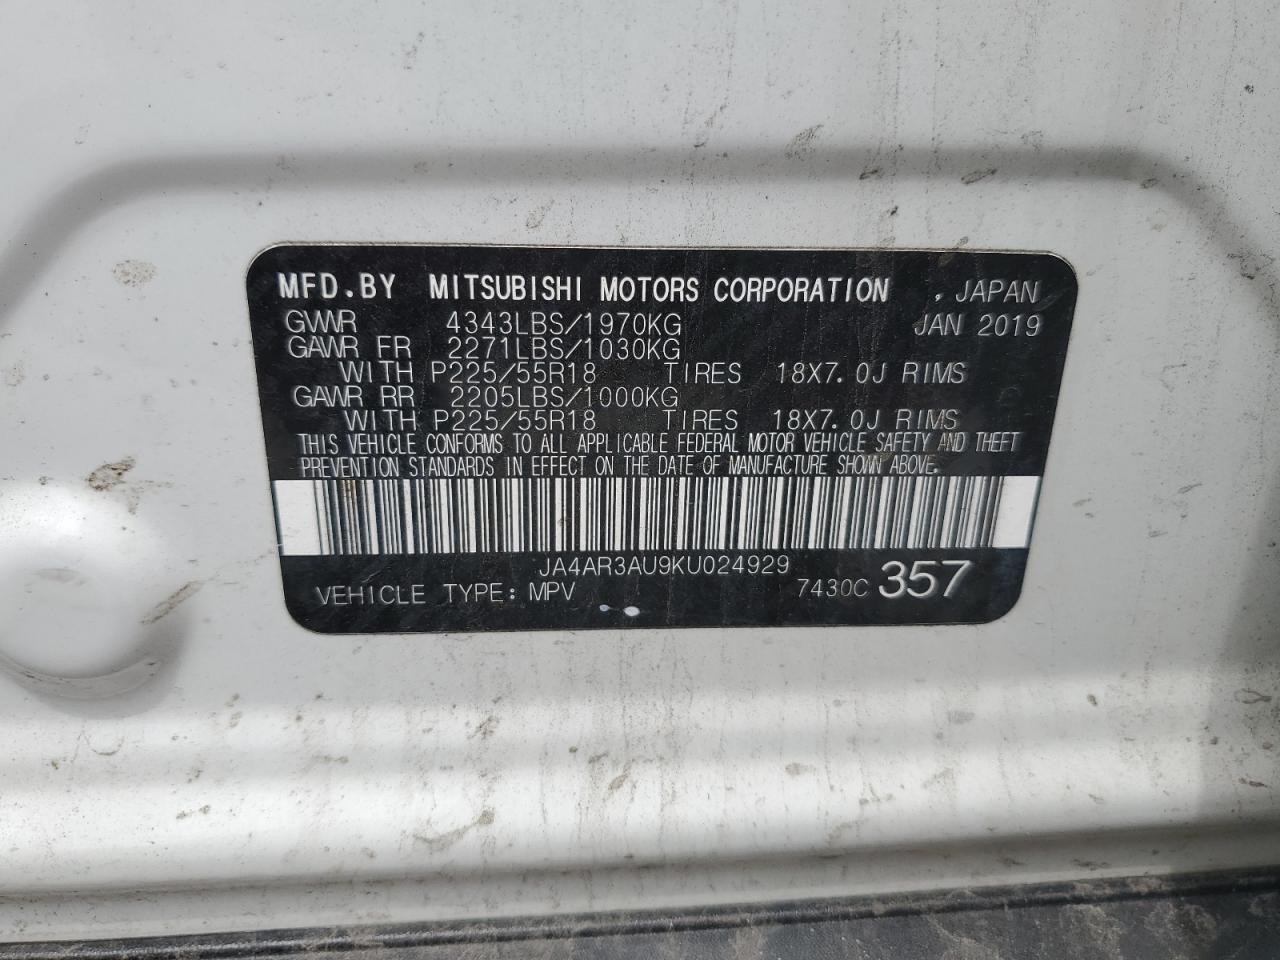 MFD.BY MITSUBISHI MOTORS CORPORATION , JAPAN
GVWR 4343LBS/1970KG JAN 2019
GAWR FR 2271LBS/1030KG
WITH P225/55R18 TIRES 18X7.0J RIMS
GAWR RR 2205LBS/1000KG
WITH P225/55R18 TIRES 18X7.0J RIMS
THIS VEHICLE CONFORMS TO ALL APPLICABLE FEDERAL MOTOR VEHICLE SAFETY AND THEFT
PREVENTION STANDARDS IN EFFECT ON THE DATE OF MANUFACTURE SHOWN ABOVE.
JA4AR3AU9KU024929
VEHICLE TYPE: MPV 7430C 357